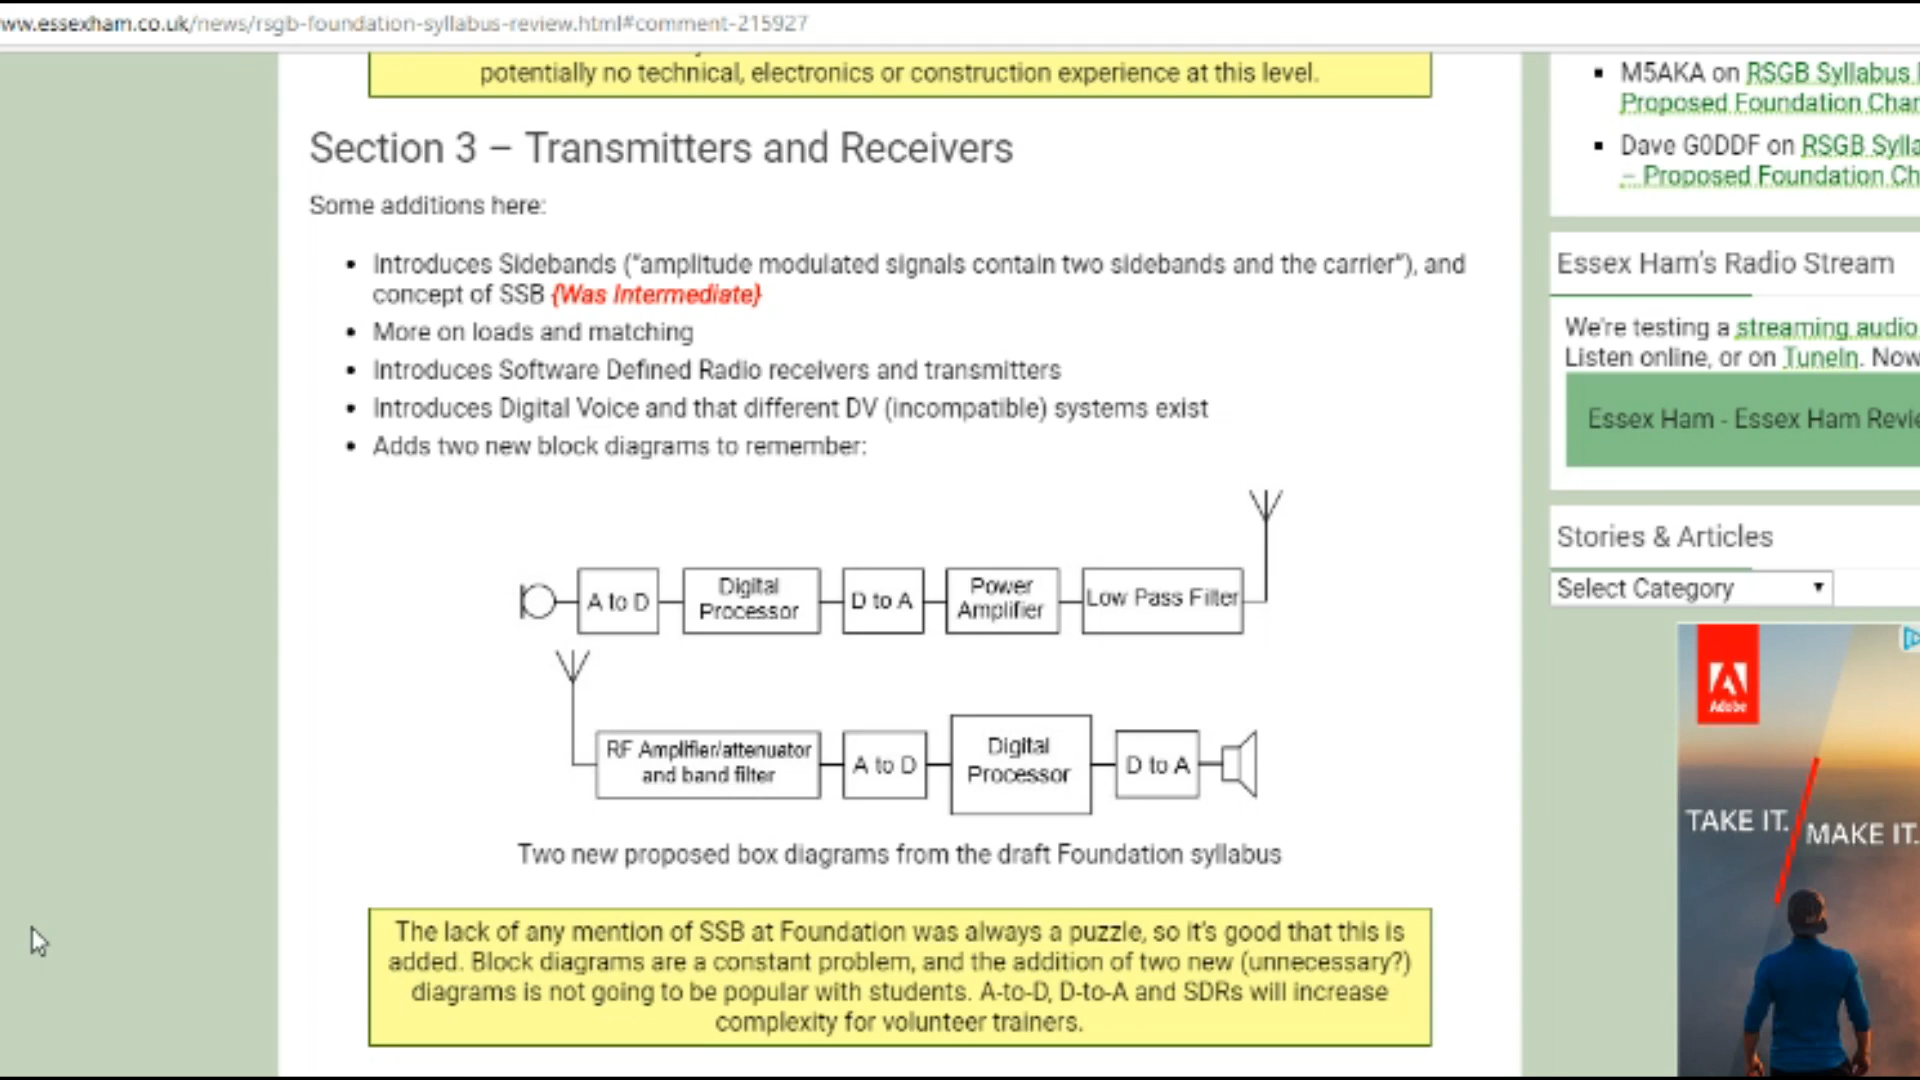 ww.essexham.co.uk/news/rsgb-foundation-syllabus-review.html#comment-215927
potentially no technical, electronics or construction experience at this level.
Section 3 – Transmitters and Receivers
Some additions here:
Introduces Sidebands (“amplitude modulated signals contain two sidebands and the carrier”), and
concept of SSB {Was Intermediate}
More on loads and matching
Introduces Software Defined Radio receivers and transmitters
Introduces Digital Voice and that different DV (incompatible) systems exist
Adds two new block diagrams to remember:
A to D
Digital
Processor
D to A
Power
Amplifier
Low Pass Filter
RF Amplifier/attenuator
and band filter
A to D
Digital
Processor
D to A
Two new proposed box diagrams from the draft Foundation syllabus
The lack of any mention of SSB at Foundation was always a puzzle, so it's good that this is
added. Block diagrams are a constant problem, and the addition of two new (unnecessary?)
diagrams is not going to be popular with students. A-to-D, D-to-A and SDRs will increase
complexity for volunteer trainers.
M5AKA on RSGB Syllabus
Proposed Foundation
Dave G0DDF on RSGB
– Proposed Foundation
Essex Ham's Radio Stream
We're testing a streaming audio
Listen online, or on TuneIn. Now
Essex Ham - Essex Ham
Stories & Articles
Select Category
Adobe
TAKE IT.
MAKE IT.